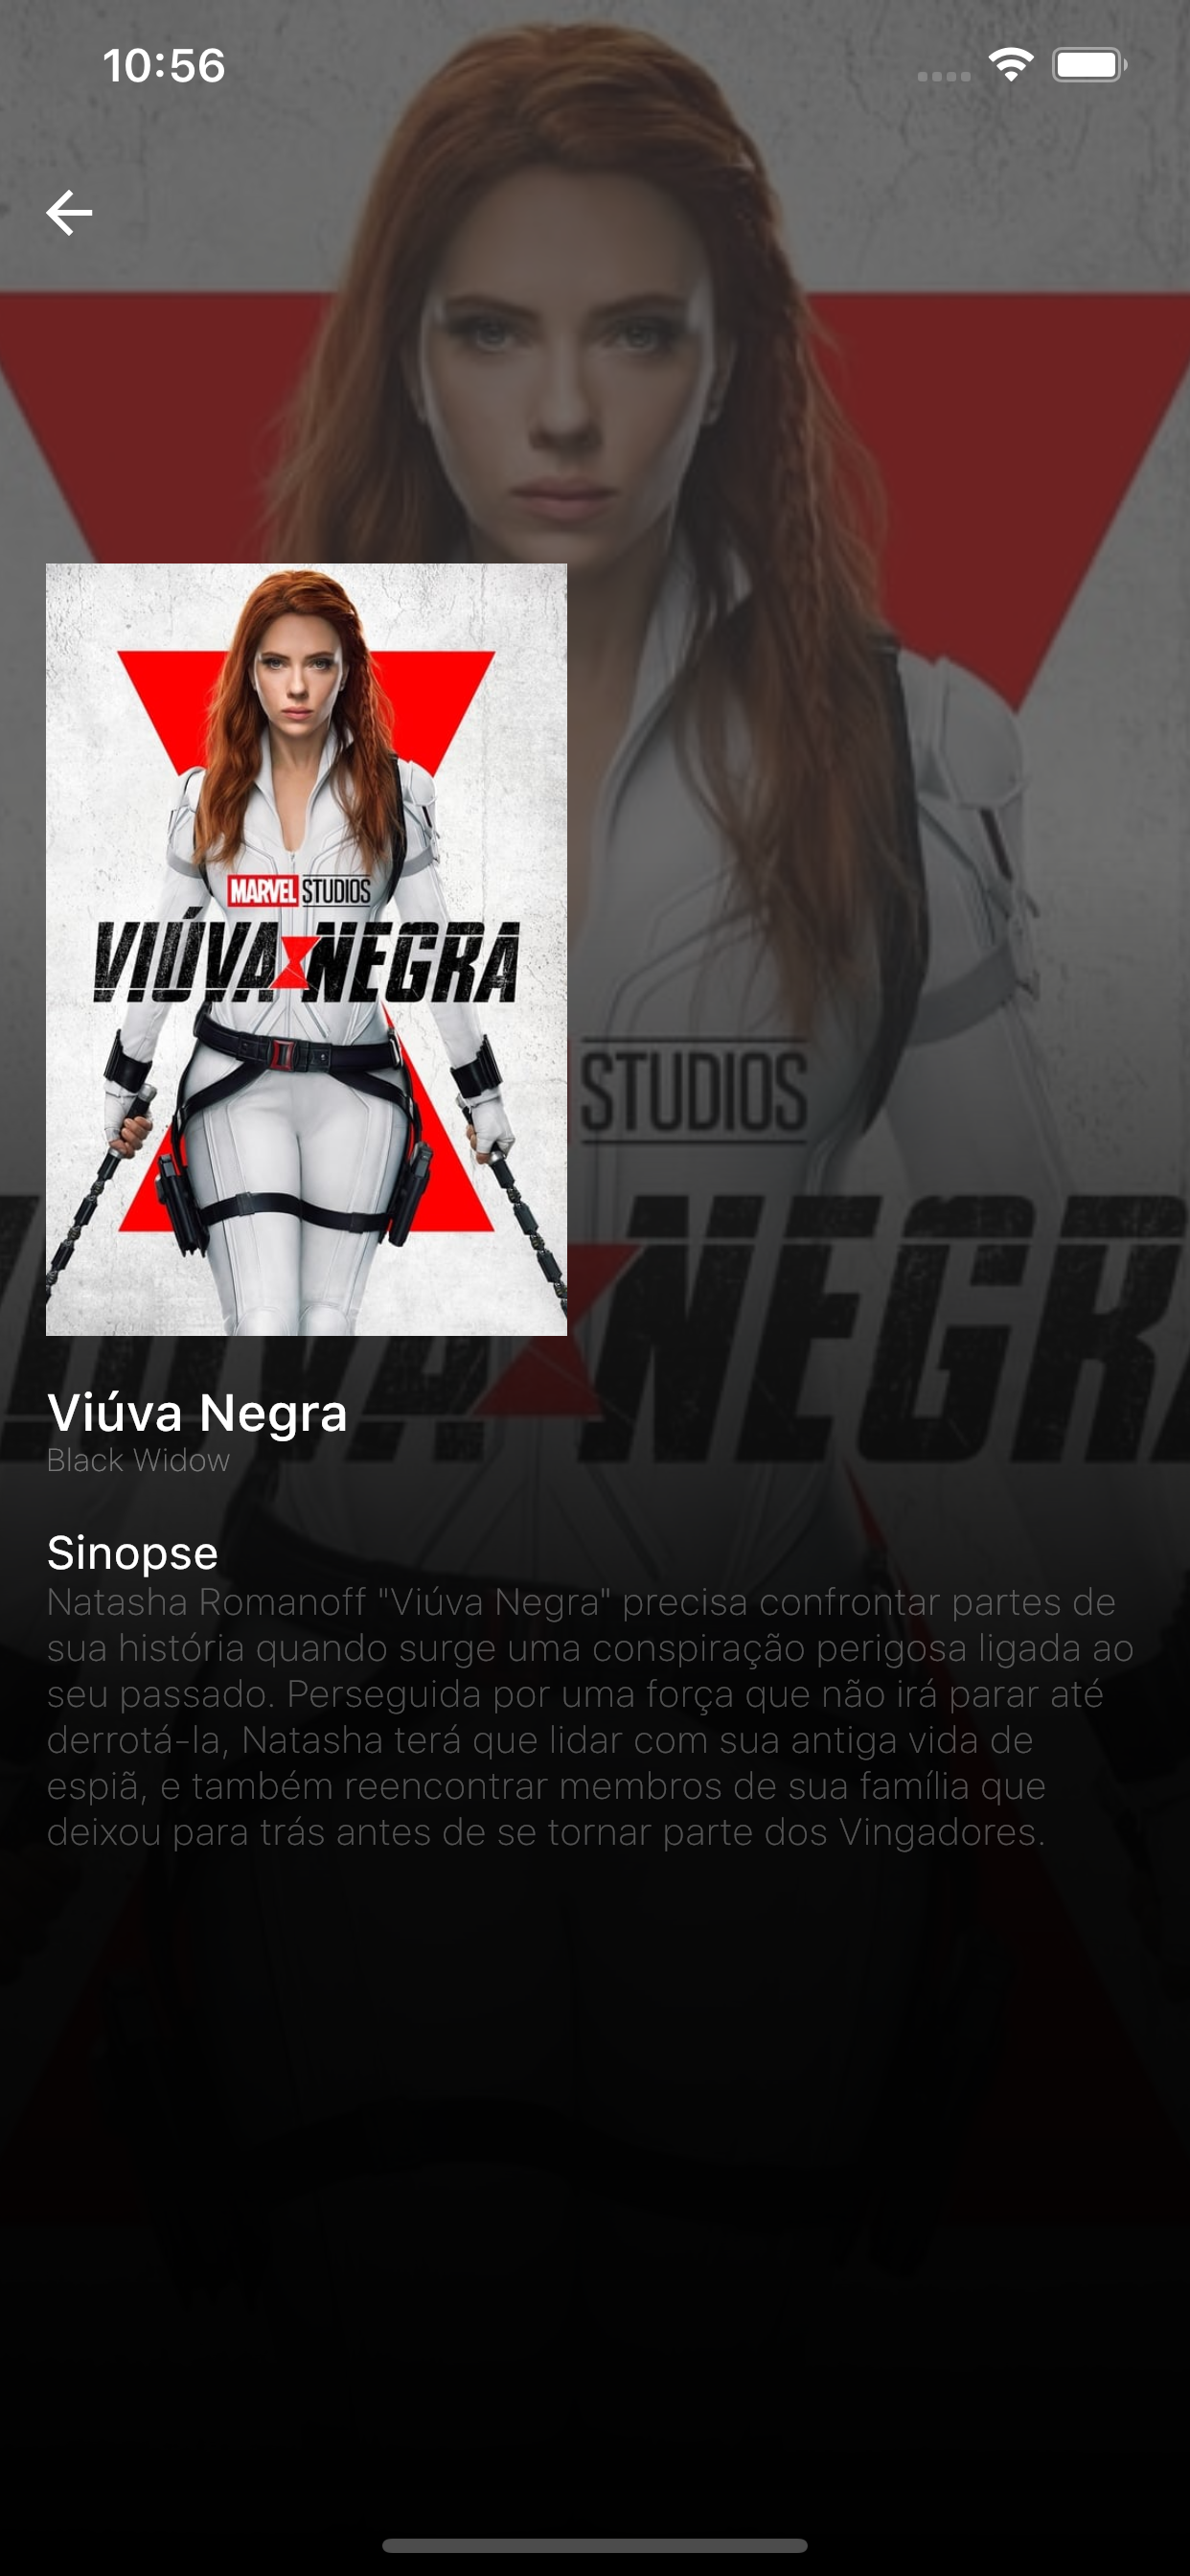 10:56
MARVEL STUDIOS
VIÚVA NEGRA
STUDIOS
NEGRA
Viúva Negra
Black Widow
Sinopse
Natasha Romanoff "Viúva Negra" precisa confrontar partes de
sua história quando surge uma conspiração perigosa ligada ao
seu passado. Perseguida por uma força que não irá parar até
derrotá-la, Natasha terá que lidar com sua antiga vida de
espiã, e também reencontrar membros de sua família que
deixou para trás antes de se tornar parte dos Vingadores.